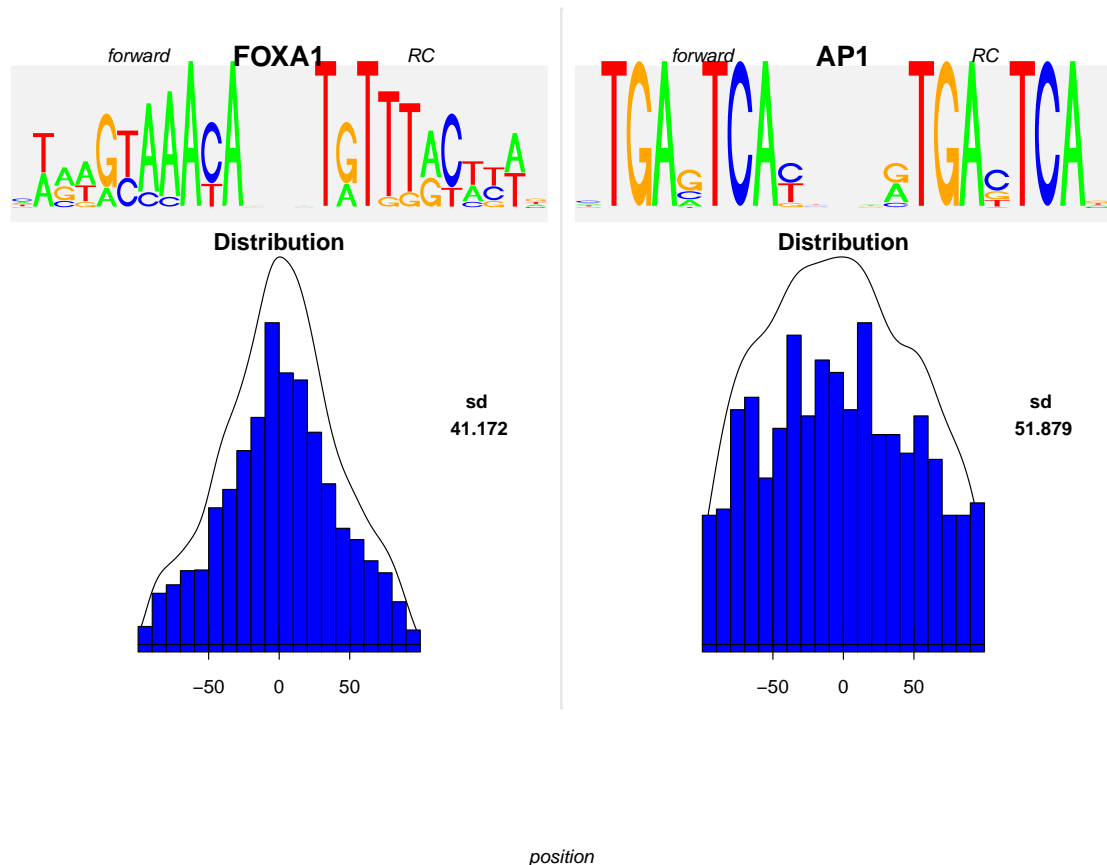 forward FOXA1 RC
Distribution
sd
41.172
−50 0 50
forward AP1 RC
Distribution
sd
51.879
−50 0 50
position